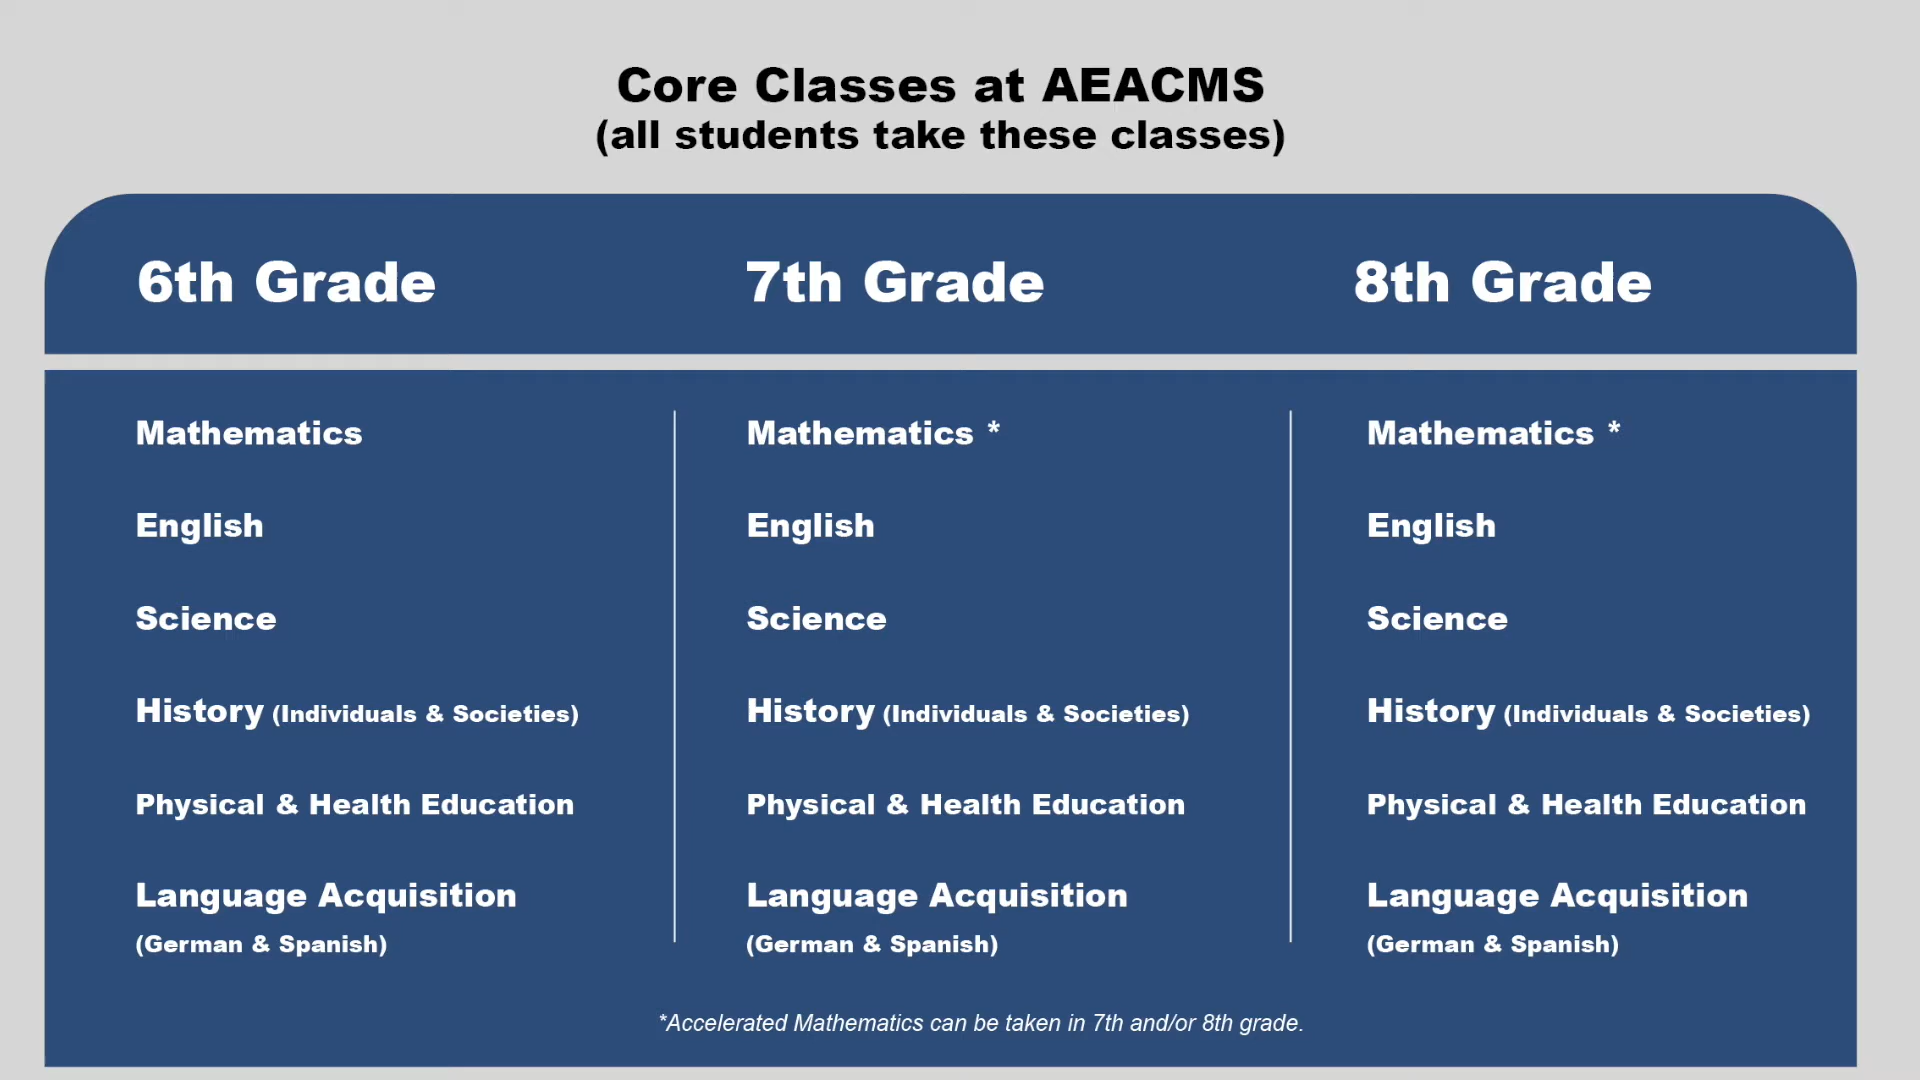 Core Classes at AEACMS
(all students take these classes)
6th Grade
7th Grade
8th Grade
Mathematics
English
Science
History (Individuals & Societies)
Physical & Health Education
Language Acquisition
(German & Spanish)
Mathematics *
English
Science
History (Individuals & Societies)
Physical & Health Education
Language Acquisition
(German & Spanish)
Mathematics *
English
Science
History (Individuals & Societies)
Physical & Health Education
Language Acquisition
(German & Spanish)
*Accelerated Mathematics can be taken in 7th and/or 8th grade.